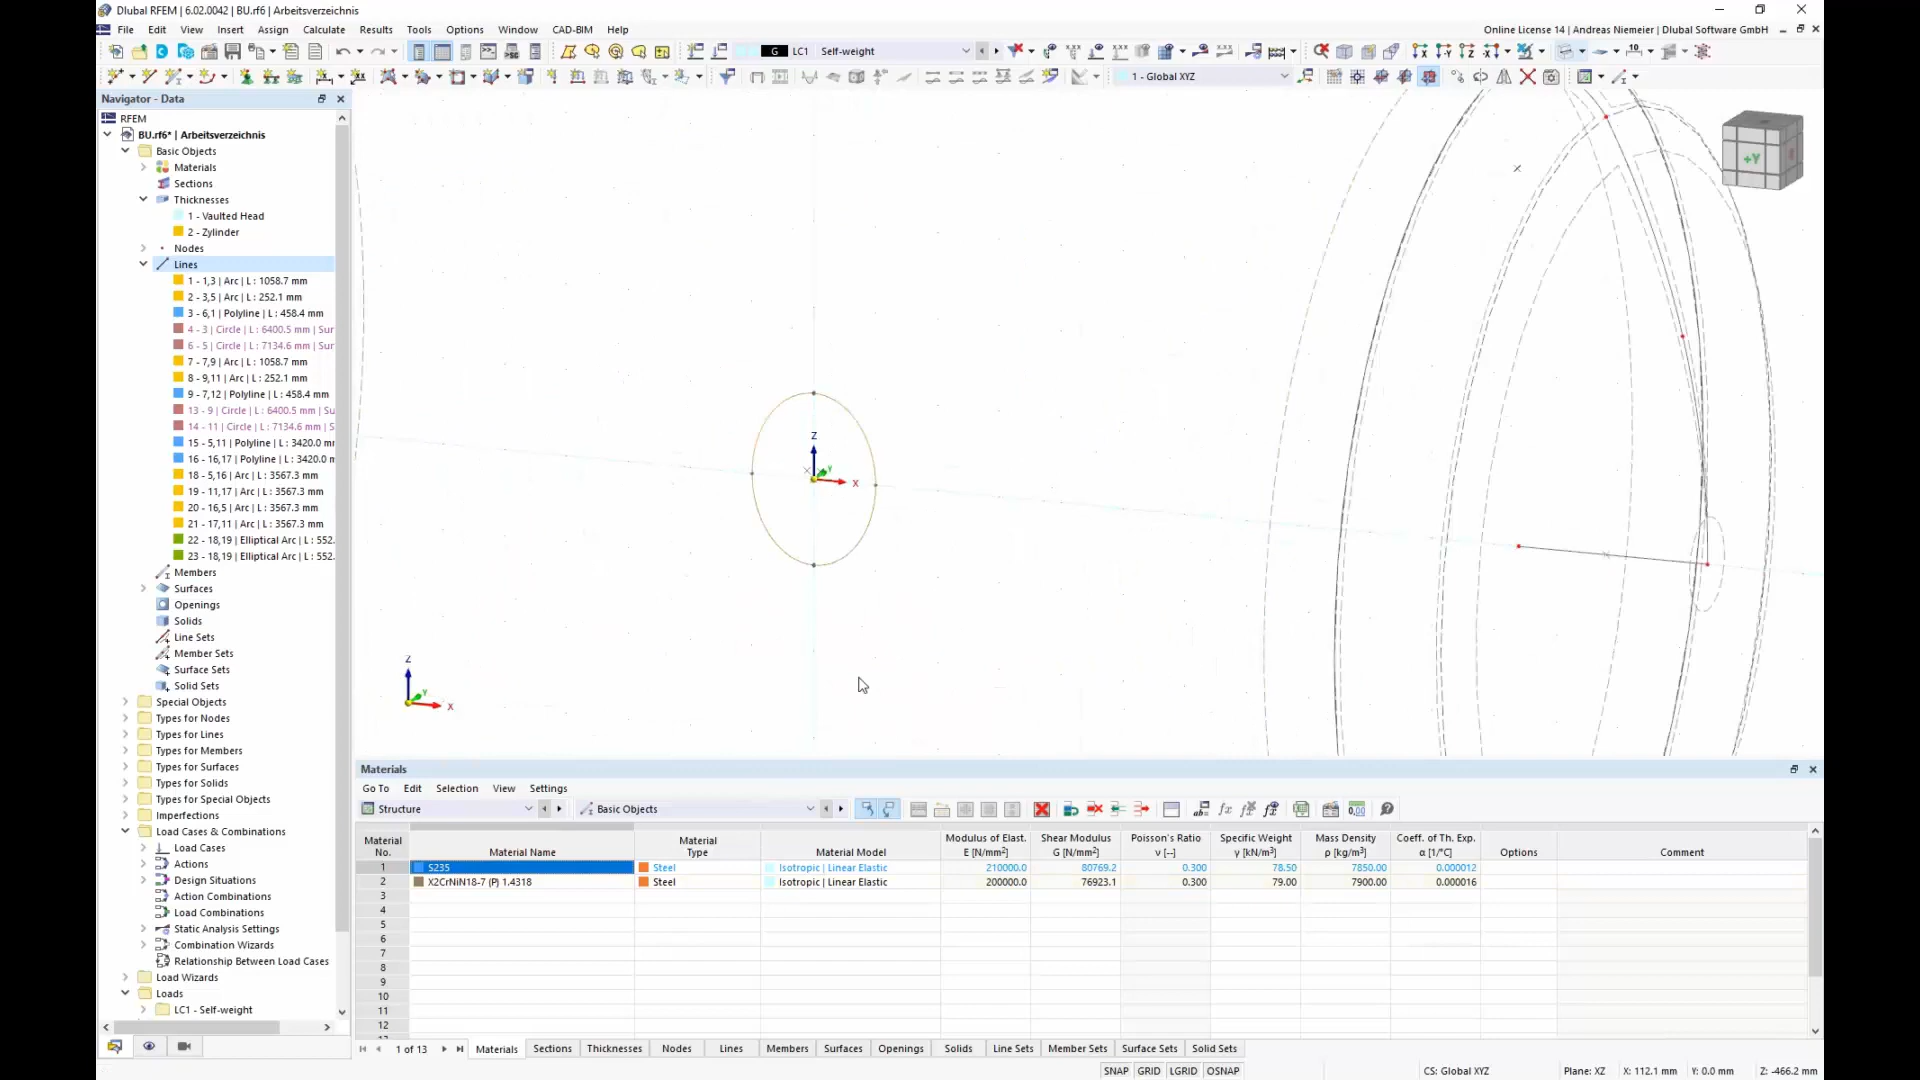 Dlubal RFEM | 6.02.0042 | BU.rf6 | Arbeitsverzeichnis
File Edit View Insert Assign Calculate Results Tools Options Window CAD-BIM Help
Online License 14 | Andreas Niemeier | Dlubal Software GmbH
G LC1 Self-weight
1 - Global XYZ
Navigator - Data
RFEM
BU.rf6* | Arbeitsverzeichnis
Basic Objects
Materials
Sections
Thicknesses
1 - Vaulted Head
2 - Zylinder
Nodes
Lines
1 - 1,3 | Arc | L : 1058.7 mm
2 - 3,5 | Arc | L : 252.1 mm
3 - 6,1 | Polyline | L : 458.4 mm
4 - 3 | Circle | L : 6400.5 mm | Sur
6 - 5 | Circle | L : 7134.6 mm | Sur
7 - 7,9 | Arc | L : 1058.7 mm
8 - 9,11 | Arc | L : 252.1 mm
9 - 7,12 | Polyline | L : 458.4 mm
13 - 9 | Circle | L : 6400.5 mm | Su
14 - 11 | Circle | L : 7134.6 mm | S
15 - 5,11 | Polyline | L : 3420.0 m
16 - 16,17 | Polyline | L : 3420.0 m
18 - 5,16 | Arc | L : 3567.3 mm
19 - 11,17 | Arc | L : 3567.3 mm
20 - 16,5 | Arc | L : 3567.3 mm
21 - 17,11 | Arc | L : 3567.3 mm
22 - 18,19 | Elliptical Arc | L : 552.
23 - 18,19 | Elliptical Arc | L : 552.
Members
Surfaces
Openings
Solids
Line Sets
Member Sets
Surface Sets
Solid Sets
Special Objects
Types for Nodes
Types for Lines
Types for Members
Types for Surfaces
Types for Solids
Types for Special Objects
Imperfections
Load Cases & Combinations
Load Cases
Actions
Design Situations
Action Combinations
Load Combinations
Static Analysis Settings
Combination Wizards
Relationship Between Load Cases
Load Wizards
Loads
LC1 - Self-weight
+Y
Z
Y
X
Z
Y
X
Materials
Go To Edit Selection View Settings
Structure Basic Objects
Material No. Material Name Material Type Material Model Modulus of Elast. E [N/mm²] Shear Modulus G [N/mm²] Poisson's Ratio ν [--] Specific Weight γ [kN/m³] Mass Density ρ [kg/m³] Coeff. of Th. Exp. α [1/°C] Options Comment
1 S235 Steel Isotropic | Linear Elastic 210000.0 80769.2 0.300 78.50 7850.00 0.000012
2 X2CrNiN18-7 (P) 1.4318 Steel Isotropic | Linear Elastic 200000.0 76923.1 0.300 79.00 7900.00 0.000016
3
4
5
6
7
8
9
10
11
12
1 of 13 Materials Sections Thicknesses Nodes Lines Members Surfaces Openings Solids Line Sets Member Sets Surface Sets Solid Sets
SNAP GRID LGRID OSNAP CS: Global XYZ Plane: XZ X: 112.1 mm Y: 0.0 mm Z: -466.2 mm